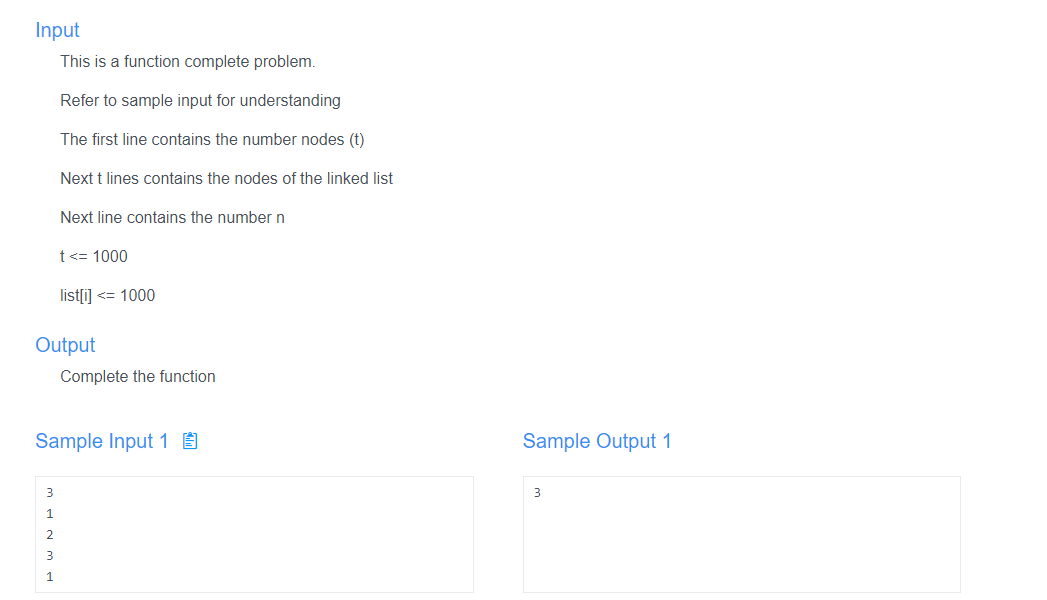 Input
This is a function complete problem.
Refer to sample input for understanding
The first line contains the number nodes (t)
Next t lines contains the nodes of the linked list
Next line contains the number n
t <= 1000
list[i] <= 1000
Output
Complete the function
Sample Input 1
3
1
2
3
1
Sample Output 1
3